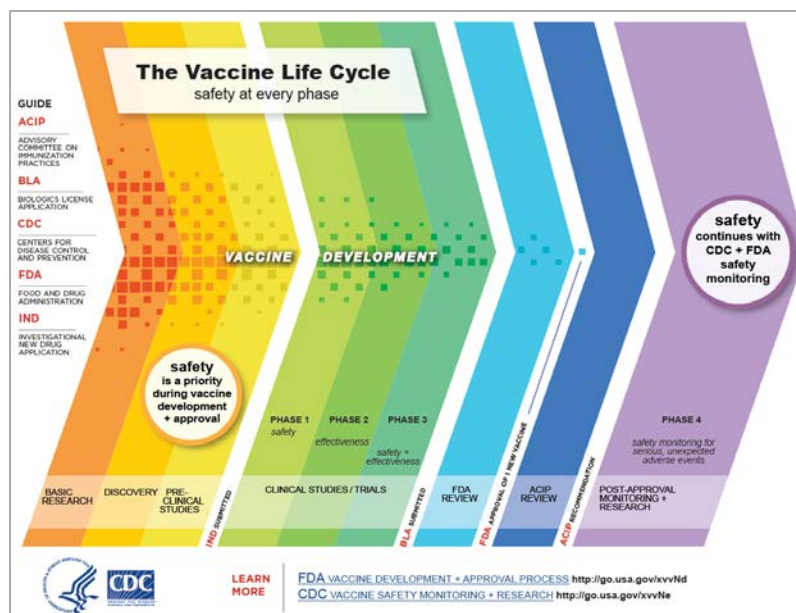 The Vaccine Life Cycle
safety at every phase
GUIDE
ACIP
ADVISORY
COMMITTEE ON
IMMUNIZATION
PRACTICES
BLA
BIOLOGICS LICENSE
APPLICATION
CDC
CENTERS FOR
DISEASE CONTROL
AND PREVENTION
FDA
FOOD AND DRUG
ADMINISTRATION
IND
INVESTIGATIONAL
NEW DRUG
APPLICATION
VACCINE DEVELOPMENT
safety
continues with
CDC + FDA
safety
monitoring
safety
is a priority
during vaccine
development
+ approval
PHASE 1
safety
PHASE 2
effectiveness
PHASE 3
safety +
effectiveness
PHASE 4
safety monitoring for
serious, unexpected
adverse events
BASIC
RESEARCH
DISCOVERY
PRE-
CLINICAL
STUDIES
IND SUBMITTED
CLINICAL STUDIES / TRIALS
BLA SUBMITTED
FDA
REVIEW
FDA APPROVAL OF 1 NEW VACCINE
ACIP
REVIEW
ACIP RECOMMENDATION
POST-APPROVAL
MONITORING +
RESEARCH
CDC
LEARN
MORE
FDA VACCINE DEVELOPMENT + APPROVAL PROCESS http://go.usa.gov/xvvNd
CDC VACCINE SAFETY MONITORING + RESEARCH http://go.usa.gov/xvvNe